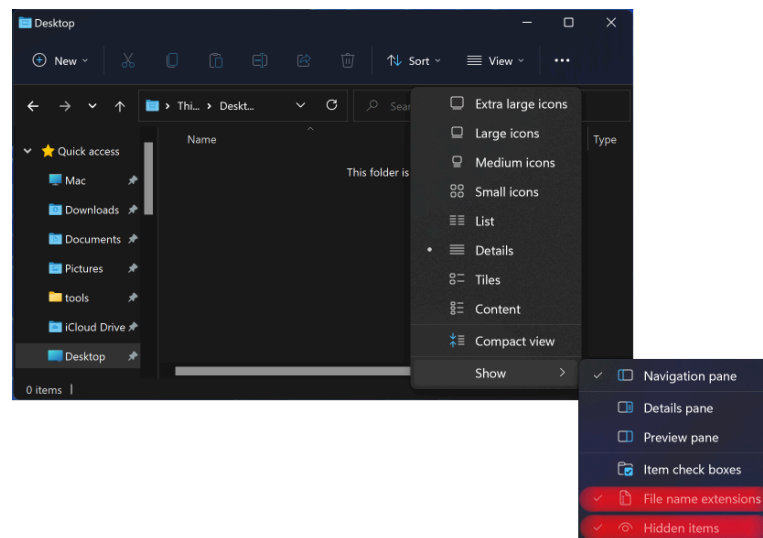 Desktop
New
Sort
View
Thi... > Deskt...
Sear
Name
Type
Quick access
Mac
Downloads
Documents
Pictures
tools
iCloud Drive
Desktop
This folder is
0 items
Extra large icons
Large icons
Medium icons
Small icons
List
Details
Tiles
Content
Compact view
Show
Navigation pane
Details pane
Preview pane
Item check boxes
File name extensions
Hidden items